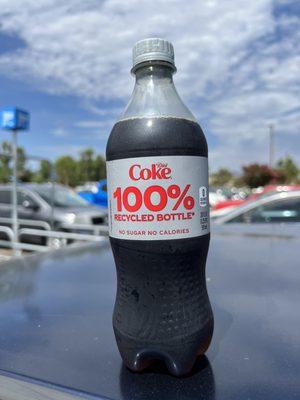 Diet
Coke
100%
RECYCLED BOTTLE*
NO SUGAR NO CALORIES